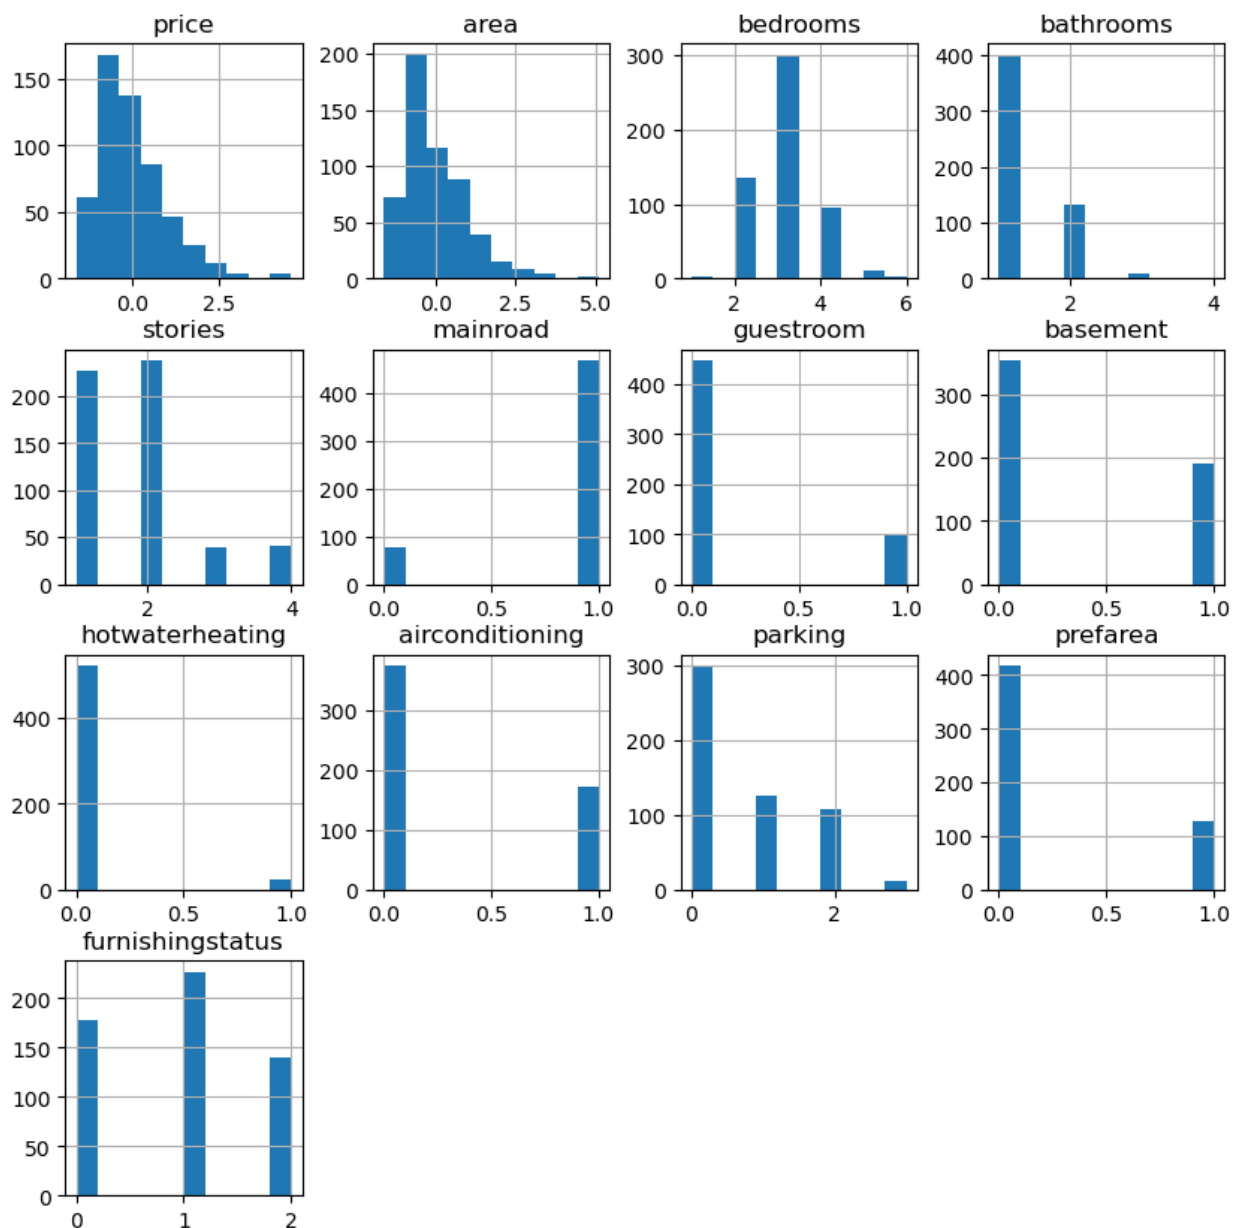 price area bedrooms bathrooms
150 200 300 400
100 150 200 300
50 100 100 200
0 50 0 100
0 0
0.0 2.5 0.0 2.5 5.0 2 4 6 2 4
stories mainroad guestroom basement
200 400 400 300
150 300 300 200
100 200 200 100
50 100 100 0
0 0 0
2 4 0.0 0.5 1.0 0.0 0.5 1.0 0.0 0.5 1.0
hotwaterheating airconditioning parking prefarea
400 300 300 400
200 200 200 300
0 100 100 200
0 0 100
0
0.0 0.5 1.0 0.0 0.5 1.0 0 2 0.0 0.5 1.0
furnishingstatus
200
150
100
50
0
0 1 2